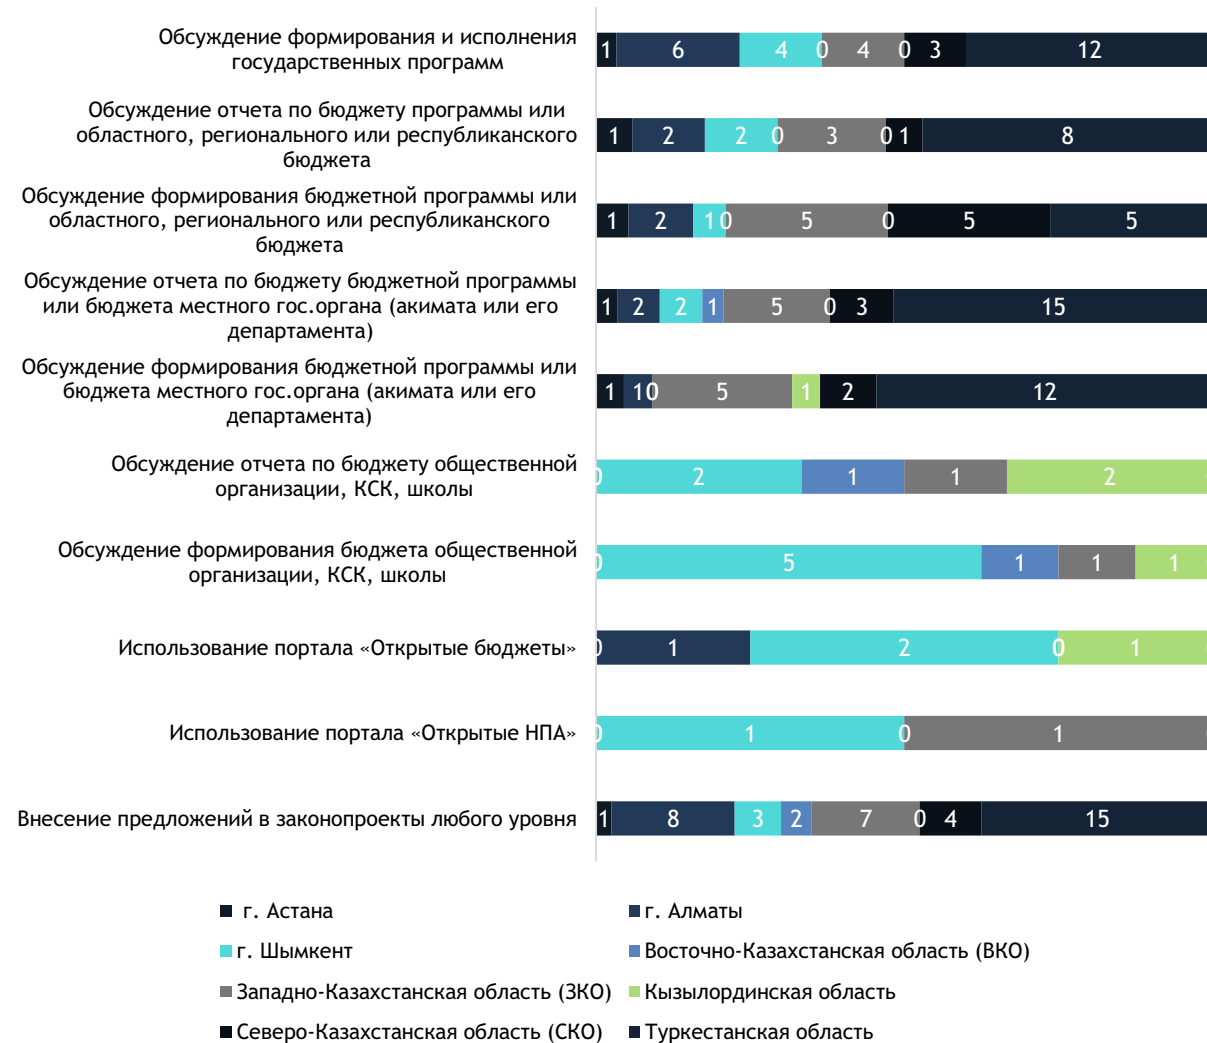 Обсуждение формирования и исполнения
государственных программ
1 6 4 0 4 0 3 12
Обсуждение отчета по бюджету программы или
областного, регионального или республиканского
бюджета
1 2 2 0 3 0 1 8
Обсуждение формирования бюджетной программы или
областного, регионального или республиканского
бюджета
1 2 1 0 5 0 5 5
Обсуждение отчета по бюджету бюджетной программы
или бюджета местного гос.органа (акимата или его
департамента)
1 2 2 1 5 0 3 15
Обсуждение формирования бюджетной программы или
бюджета местного гос.органа (акимата или его
департамента)
1 1 0 5 1 2 12
Обсуждение отчета по бюджету общественной
организации, КСК, школы
0 2 1 1 2
Обсуждение формирования бюджета общественной
организации, КСК, школы
0 5 1 1 1
Использование портала «Открытые бюджеты»
0 1 2 0 1
Использование портала «Открытые НПА»
0 1 0 1
Внесение предложений в законопроекты любого уровня
1 8 3 2 7 0 4 15
г. Астана
г. Алматы
г. Шымкент
Восточно-Казахстанская область (ВКО)
Западно-Казахстанская область (ЗКО)
Кызылординская область
Северо-Казахстанская область (СКО)
Туркестанская область